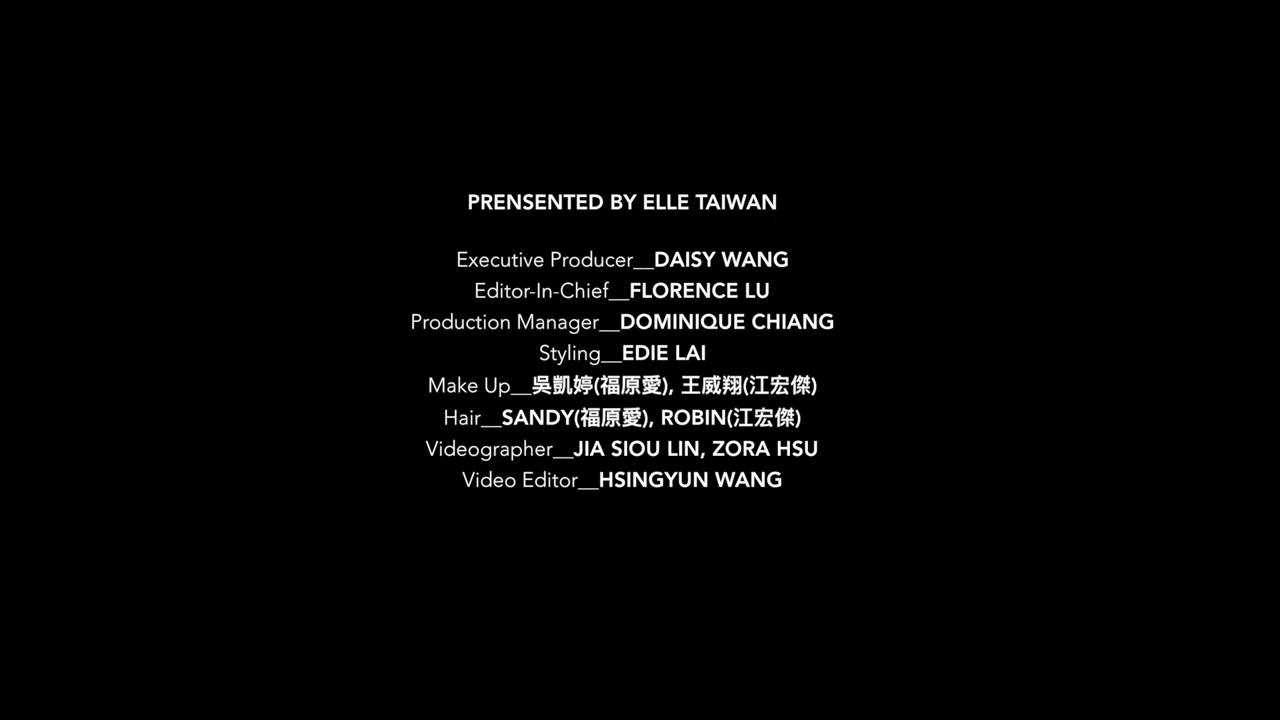 PRENSENTED BY ELLE TAIWAN
Executive Producer__DAISY WANG
Editor-In-Chief__FLORENCE LU
Production Manager__DOMINIQUE CHIANG
Styling__EDIE LAI
Make Up__吳凱婷(福原愛), 王威翔(江宏傑)
Hair__SANDY(福原愛), ROBIN(江宏傑)
Videographer__JIA SIOU LIN, ZORA HSU
Video Editor__HSINGYUN WANG